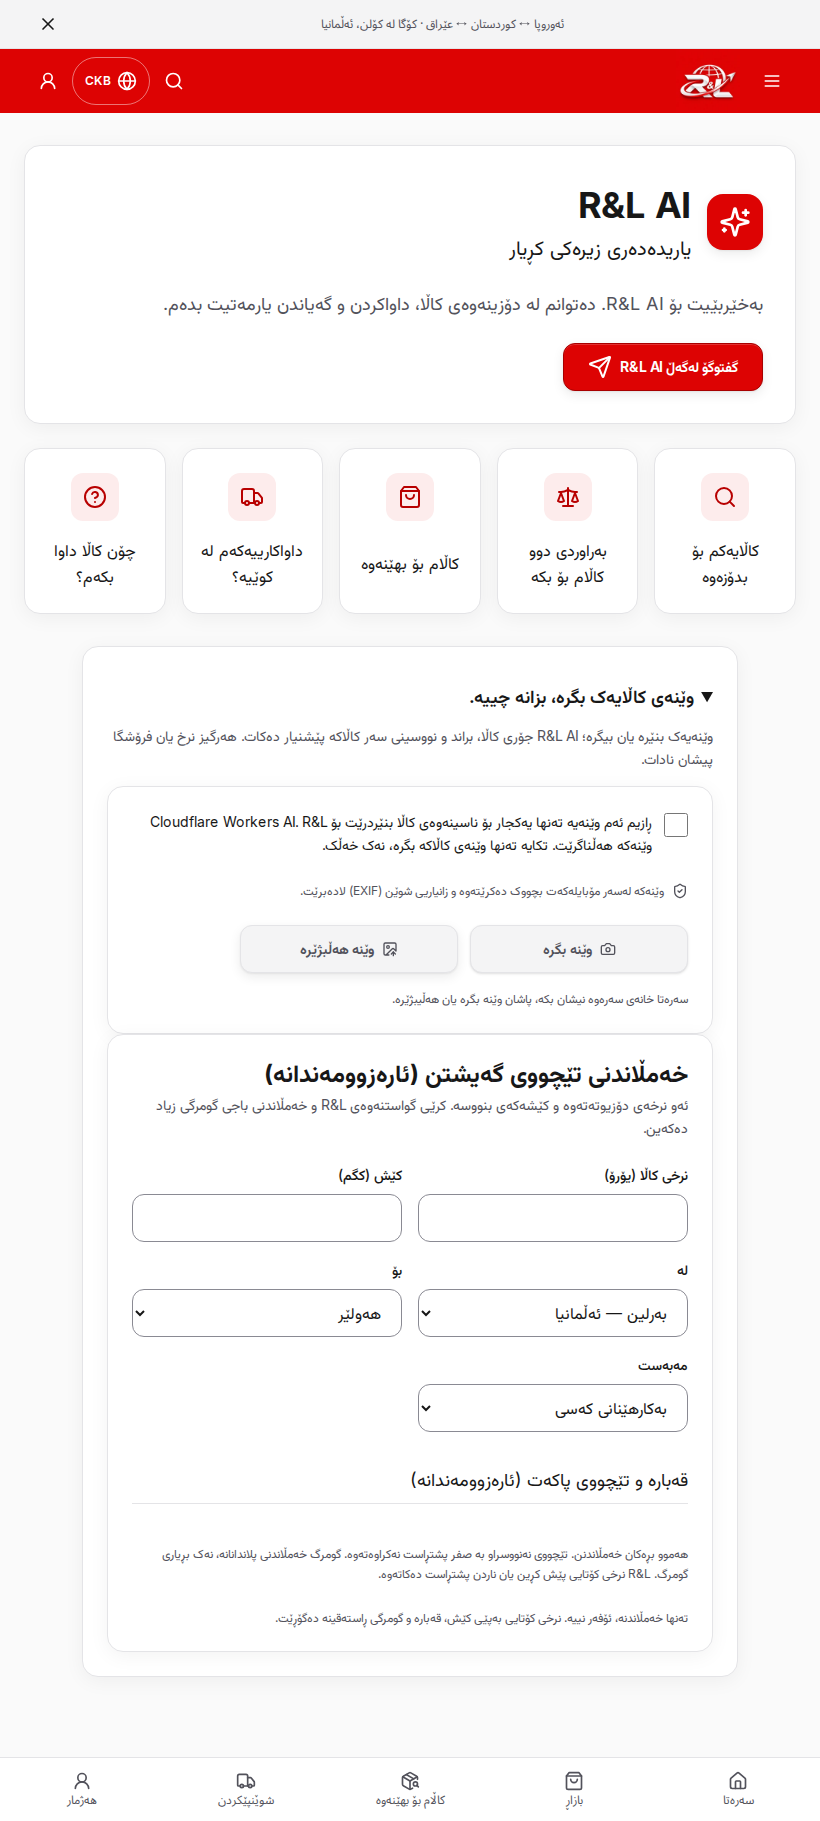 ئەوروپا ↔ کوردستان ↔ عێراق · کۆگا لە کۆلن، ئەڵمانیا
R&L
CKB
R&L AI
یاریدەدەری زیرەکی کڕیار
بەخێربێیت بۆ R&L AI. دەتوانم لە دۆزینەوەی کاڵا، داواکردن و گەیاندن یارمەتیت بدەم.
گفتوگۆ لەگەڵ R&L AI
کاڵایەکم بۆ
بدۆزەوە
بەراوردی دوو
کاڵام بۆ بکە
کاڵام بۆ بهێنەوە
داواکارییەکەم لە
کوێیە؟
چۆن کاڵا داوا
بکەم؟
وێنەی کاڵایەک بگرە، بزانە چییە.
وێنەیەک بنێرە یان بیگرە؛ R&L AI جۆری کاڵا، براند و نووسینی سەر کاڵاکە پێشنیار دەکات. هەرگیز نرخ یان فرۆشگا
پیشان نادات.
ڕازیم ئەم وێنەیە تەنها یەکجار بۆ ناسینەوەی کاڵا بنێردرێت بۆ Cloudflare Workers AI. R&L
وێنەکە هەڵناگرێت. تکایە تەنها وێنەی کاڵاکە بگرە، نەک خەڵک.
وێنەکە لەسەر مۆبایلەکەت بچووک دەکرێتەوە و زانیاریی شوێن (EXIF) لادەبرێت.
وێنە بگرە
وێنە هەڵبژێرە
سەرەتا خانەی سەرەوە نیشان بکە، پاشان وێنە بگرە یان هەڵیبژێرە.
خەمڵاندنی تێچووی گەیشتن (ئارەزوومەندانە)
ئەو نرخەی دۆزیوتەتەوە و کێشەکەی بنووسە. کرێی گواستنەوەی R&L و خەمڵاندنی باجی گومرگی زیاد
دەکەین.
نرخی کاڵا (یۆرۆ)
کێش (کگم)
لە
بۆ
بەرلین — ئەڵمانیا
هەولێر
مەبەست
بەکارهێنانی کەسی
قەبارە و تێچووی پاکەت (ئارەزوومەندانە)
هەموو بڕەکان خەمڵاندنن. تێچووی نەنووسراو بە صفر پشتڕاست نەکراوەتەوە. گومرگ خەمڵاندنی پلاندانانە، نەک بڕیاری
گومرگ. R&L نرخی کۆتایی پێش کڕین یان ناردن پشتڕاست دەکاتەوە.
تەنها خەمڵاندنە، ئۆفەر نییە. نرخی کۆتایی بەپێی کێش، قەبارە و گومرگی ڕاستەقینە دەگۆڕێت.
سەرەتا
بازاڕ
کاڵام بۆ بهێنەوە
شوێنپێکردن
هەژمار